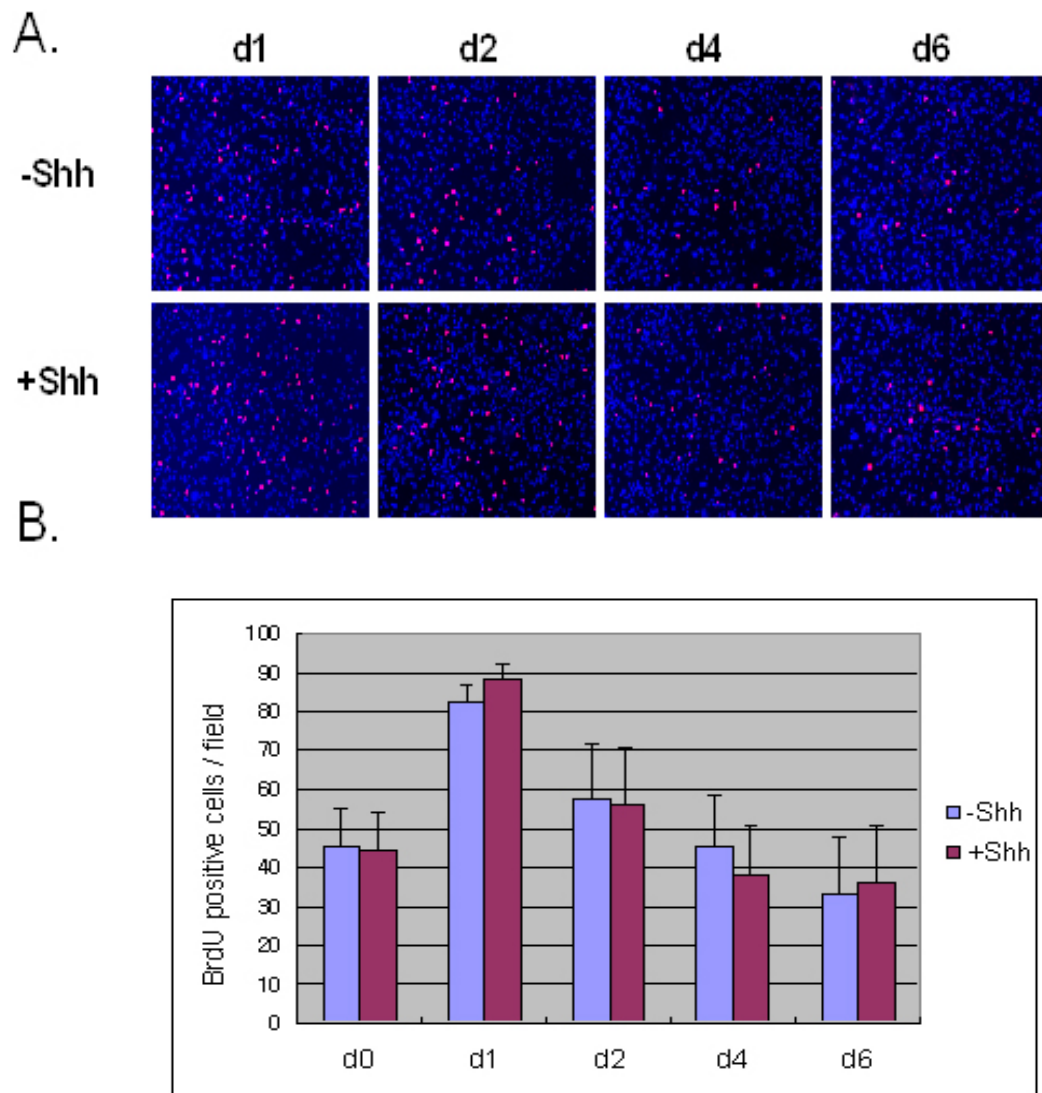 A.
d1 d2 d4 d6
-Shh
+Shh
B.
100
90
80
70
60
50
40
30
20
10
0
BrdU positive cells / field
d0 d1 d2 d4 d6
-Shh
+Shh